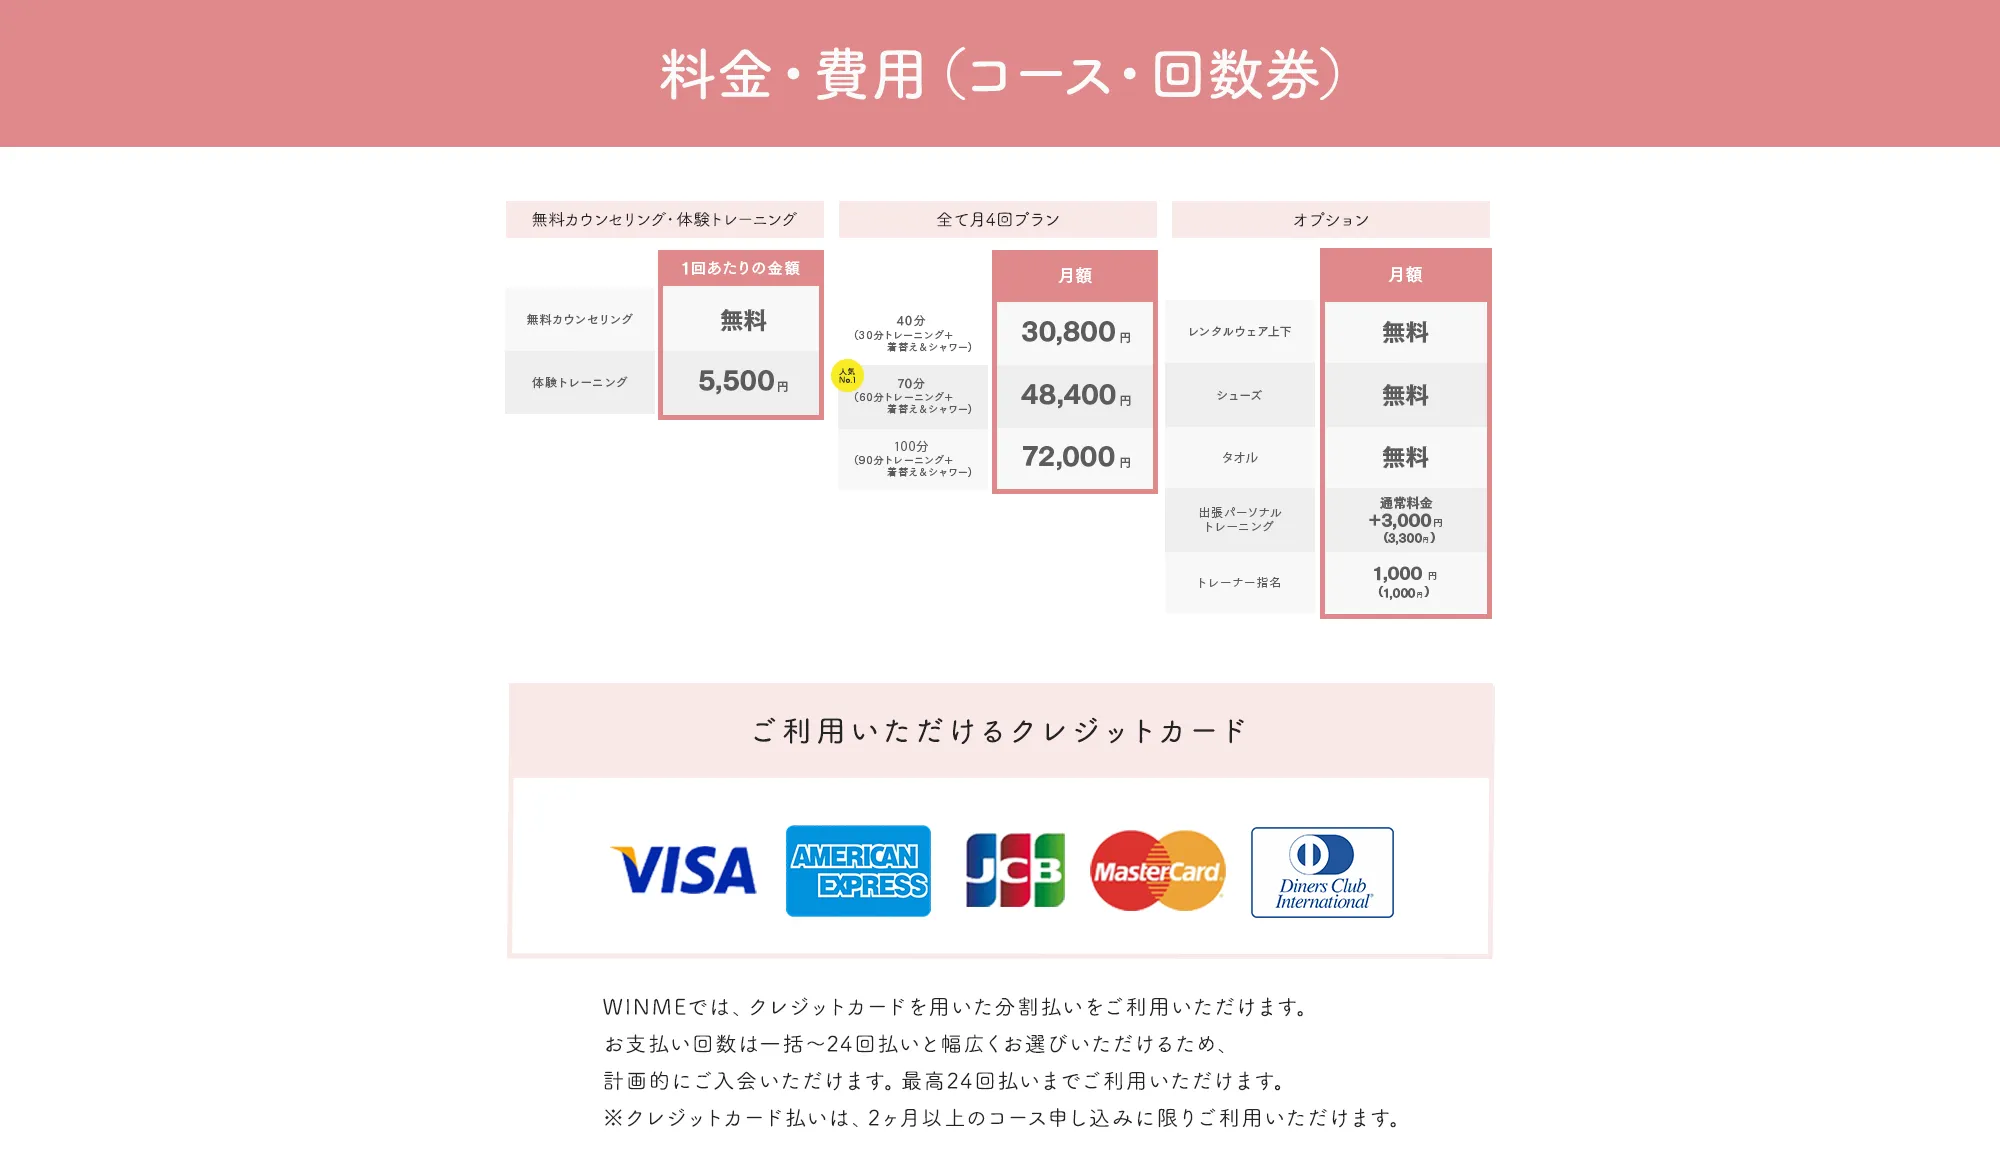 料金・費用（コース・回数券）
無料カウンセリング・体験トレーニング
1回あたりの金額
無料カウンセリング
無料
体験トレーニング
5,500円
全て月4回プラン
月額
40分
（30分トレーニング＋
着替え＆シャワー）
30,800円
人気
No.1
70分
（60分トレーニング＋
着替え＆シャワー）
48,400円
100分
（90分トレーニング＋
着替え＆シャワー）
72,000円
オプション
月額
レンタルウェア上下
無料
シューズ
無料
タオル
無料
出張パーソナル
トレーニング
通常料金
+3,000円
（3,300円）
トレーナー指名
1,000円
（1,000円）
ご利用いただけるクレジットカード
VISA
AMERICAN
EXPRESS
JCB
MasterCard
Diners Club
International
WINMEでは、クレジットカードを用いた分割払いをご利用いただけます。
お支払い回数は一括～24回払いと幅広くお選びいただけるため、
計画的にご入会いただけます。最高24回払いまでご利用いただけます。
※クレジットカード払いは、2ヶ月以上のコース申し込みに限りご利用いただけます。